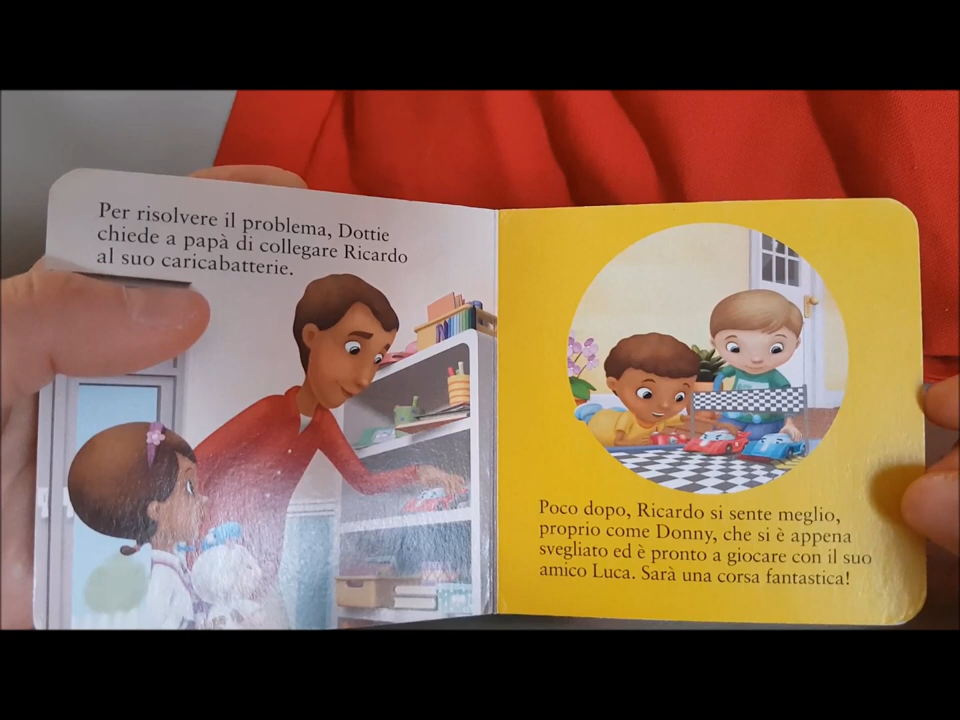 Per risolvere il problema, Dottie
chiede a papà di collegare Ricardo
al suo caricabatterie.
Poco dopo, Ricardo si sente meglio,
proprio come Donny, che si è appena
svegliato ed è pronto a giocare con il suo
amico Luca. Sarà una corsa fantastica!